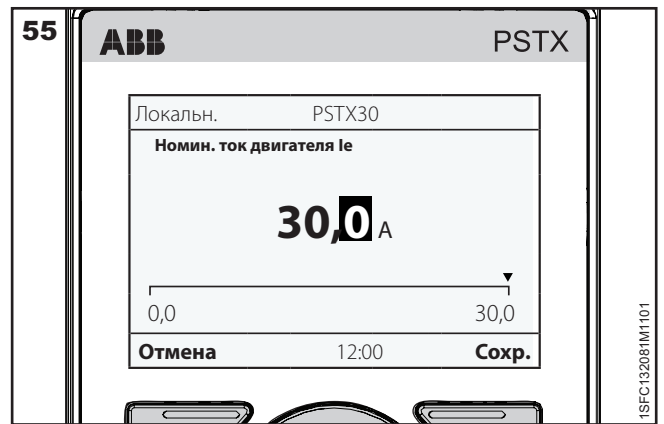 55
ABB PSTX
Локальн. PSTX30
Номин. ток двигателя Ie
30,0 A
0,0 30,0
Отмена 12:00 Сохр.
1SFC132081M1101